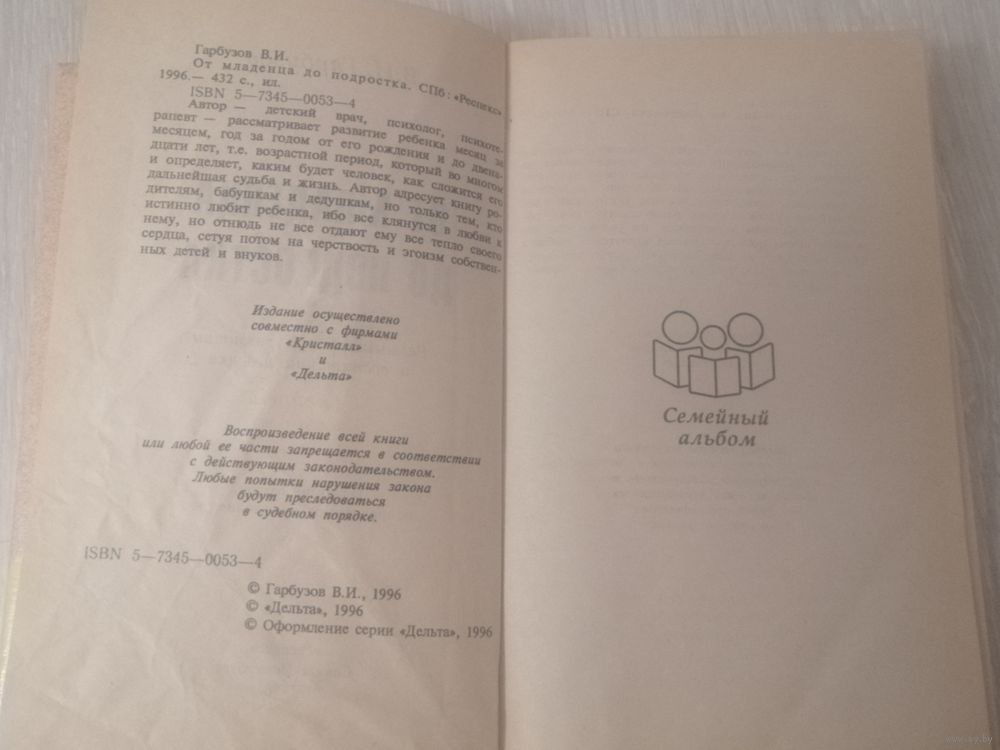 Гарбузов В.И.
От младенца до подростка. СПб: «Респекс»
1996.— 432 с., ил.
ISBN 5—7345—0053—4
Автор — детский врач, психолог, психоте-
рапевт — рассматривает развитие ребенка месяц за
месяцем, год за годом от его рождения и до двена-
дцати лет, т.е. возрастной период, который во многом
и определяет, каким будет человек, как сложится его
дальнейшая судьба и жизнь. Автор адресует книгу ро-
дителям, бабушкам и дедушкам, но только тем, кто
истинно любит ребенка, ибо все клянутся в любви к
нему, но отнюдь не все отдают ему все тепло своего
сердца, сетуя потом на черствость и эгоизм собствен-
ных детей и внуков.
Издание осуществлено
совместно с фирмами
«Кристалл»
и
«Дельта»
Воспроизведение всей книги
или любой ее части запрещается в соответствии
с действующим законодательством.
Любые попытки нарушения закона
будут преследоваться
в судебном порядке.
ISBN 5—7345—0053—4
© Гарбузов В.И., 1996
© «Дельта», 1996
© Оформление серии «Дельта», 1996
Семейный
альбом